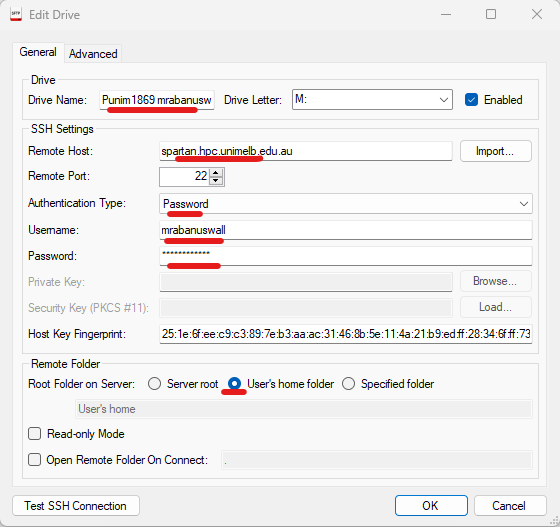 Edit Drive
General Advanced
Drive
Drive Name: Punim1869 mrabanusw Drive Letter: M: Enabled
SSH Settings
Remote Host: spartan.hpc.unimelb.edu.au Import...
Remote Port: 22
Authentication Type: Password
Username: mrabanuswall
Password: ************
Private Key: Browse...
Security Key (PKCS #11): Load...
Host Key Fingerprint: 25:1e:6f:ee:c9:c3:89:7e:b3:aa:ac:31:46:8b:5e:11:4a:21:b9:ed:ff:28:34:6f:ff:73
Remote Folder
Root Folder on Server: Server root User's home folder Specified folder
User's home
Read-only Mode
Open Remote Folder On Connect: .
Test SSH Connection OK Cancel